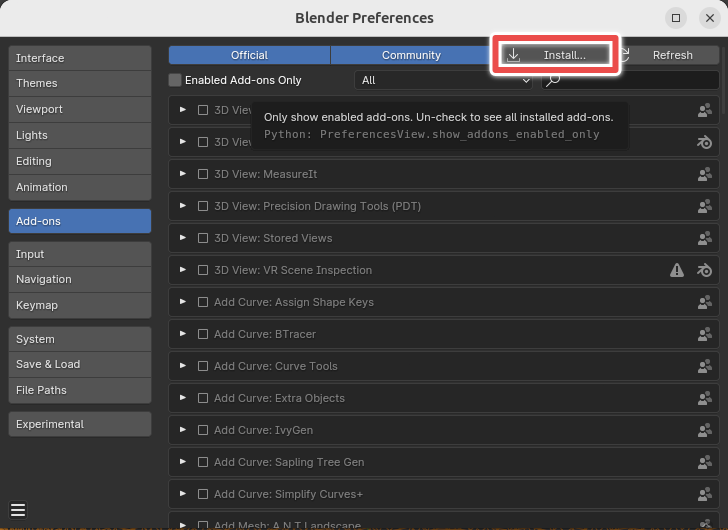 Blender Preferences
Interface
Themes
Viewport
Lights
Editing
Animation
Add-ons
Input
Navigation
Keymap
System
Save & Load
File Paths
Experimental
Official Community Install... Refresh
Enabled Add-ons Only All
3D View
Only show enabled add-ons. Un-check to see all installed add-ons.
Python: PreferencesView.show_addons_enabled_only
3D View
3D View: MeasureIt
3D View: Precision Drawing Tools (PDT)
3D View: Stored Views
3D View: VR Scene Inspection
Add Curve: Assign Shape Keys
Add Curve: BTracer
Add Curve: Curve Tools
Add Curve: Extra Objects
Add Curve: IvyGen
Add Curve: Sapling Tree Gen
Add Curve: Simplify Curves+
Add Mesh: A.N.T.Landscape